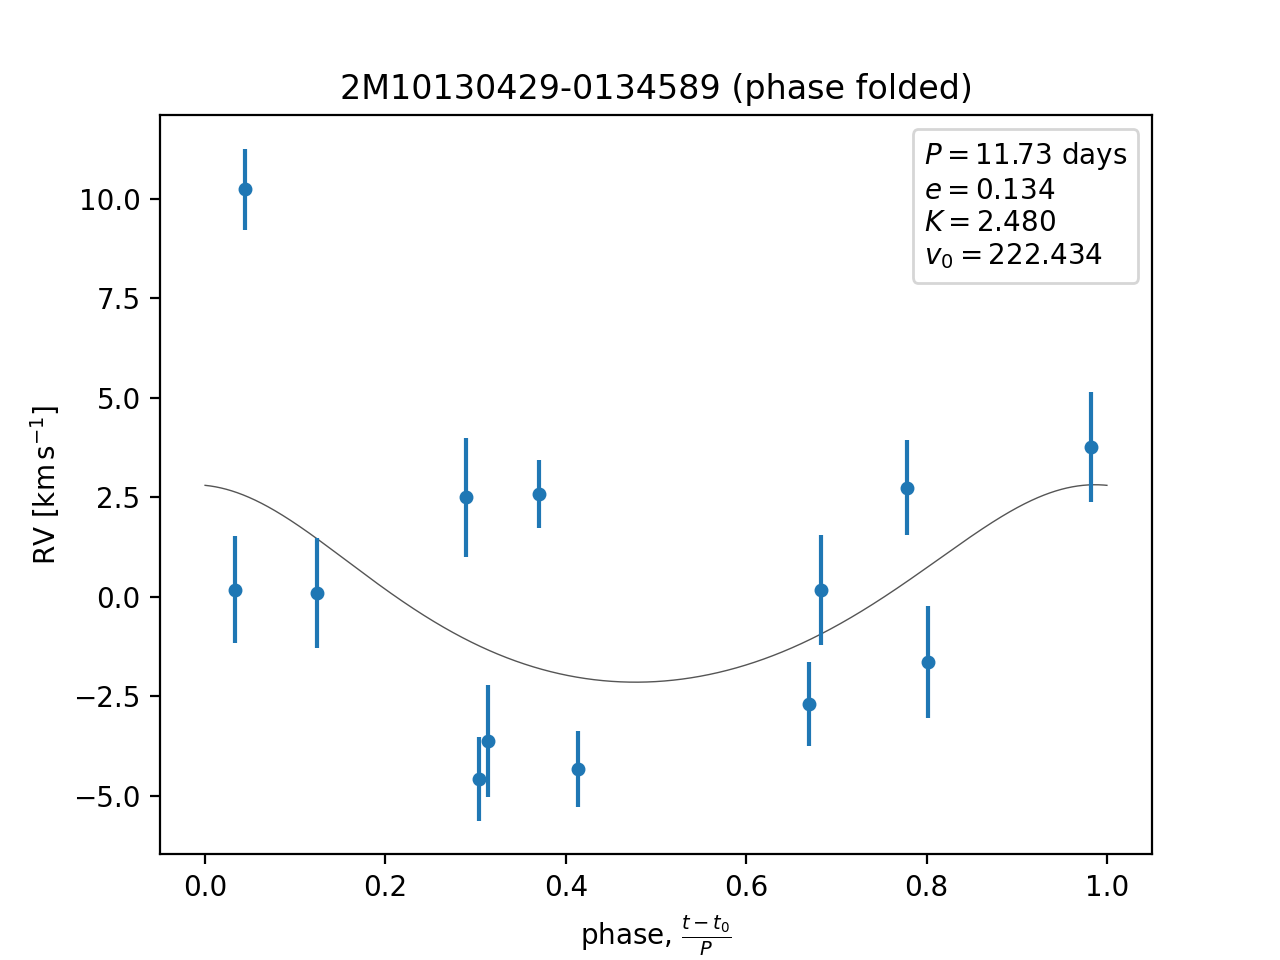 2M10130429-0134589 (phase folded)
P = 11.73 days
e = 0.134
K = 2.480
v₀ = 222.434
10.0
7.5
5.0
2.5
0.0
−2.5
−5.0
RV [km s⁻¹]
0.0 0.2 0.4 0.6 0.8 1.0
phase, (t − t₀)/P